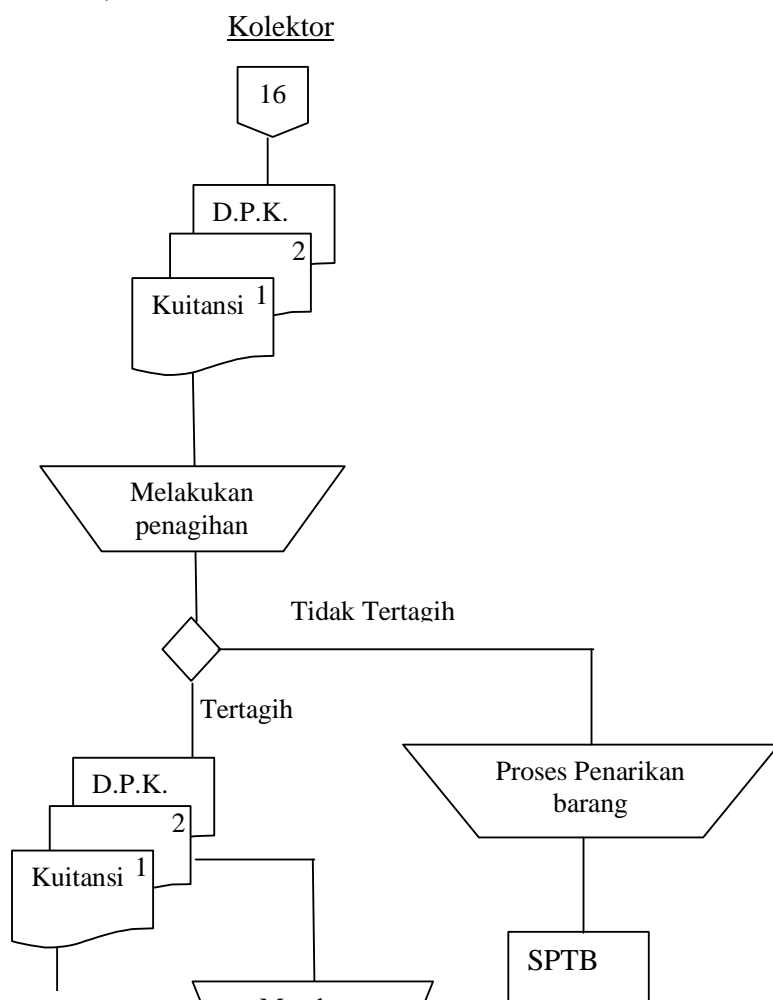 Kolektor
16
D.P.K.
2
Kuitansi 1
Melakukan
penagihan
Tidak Tertagih
Tertagih
D.P.K.
2
Kuitansi 1
Proses Penarikan
barang
SPTB